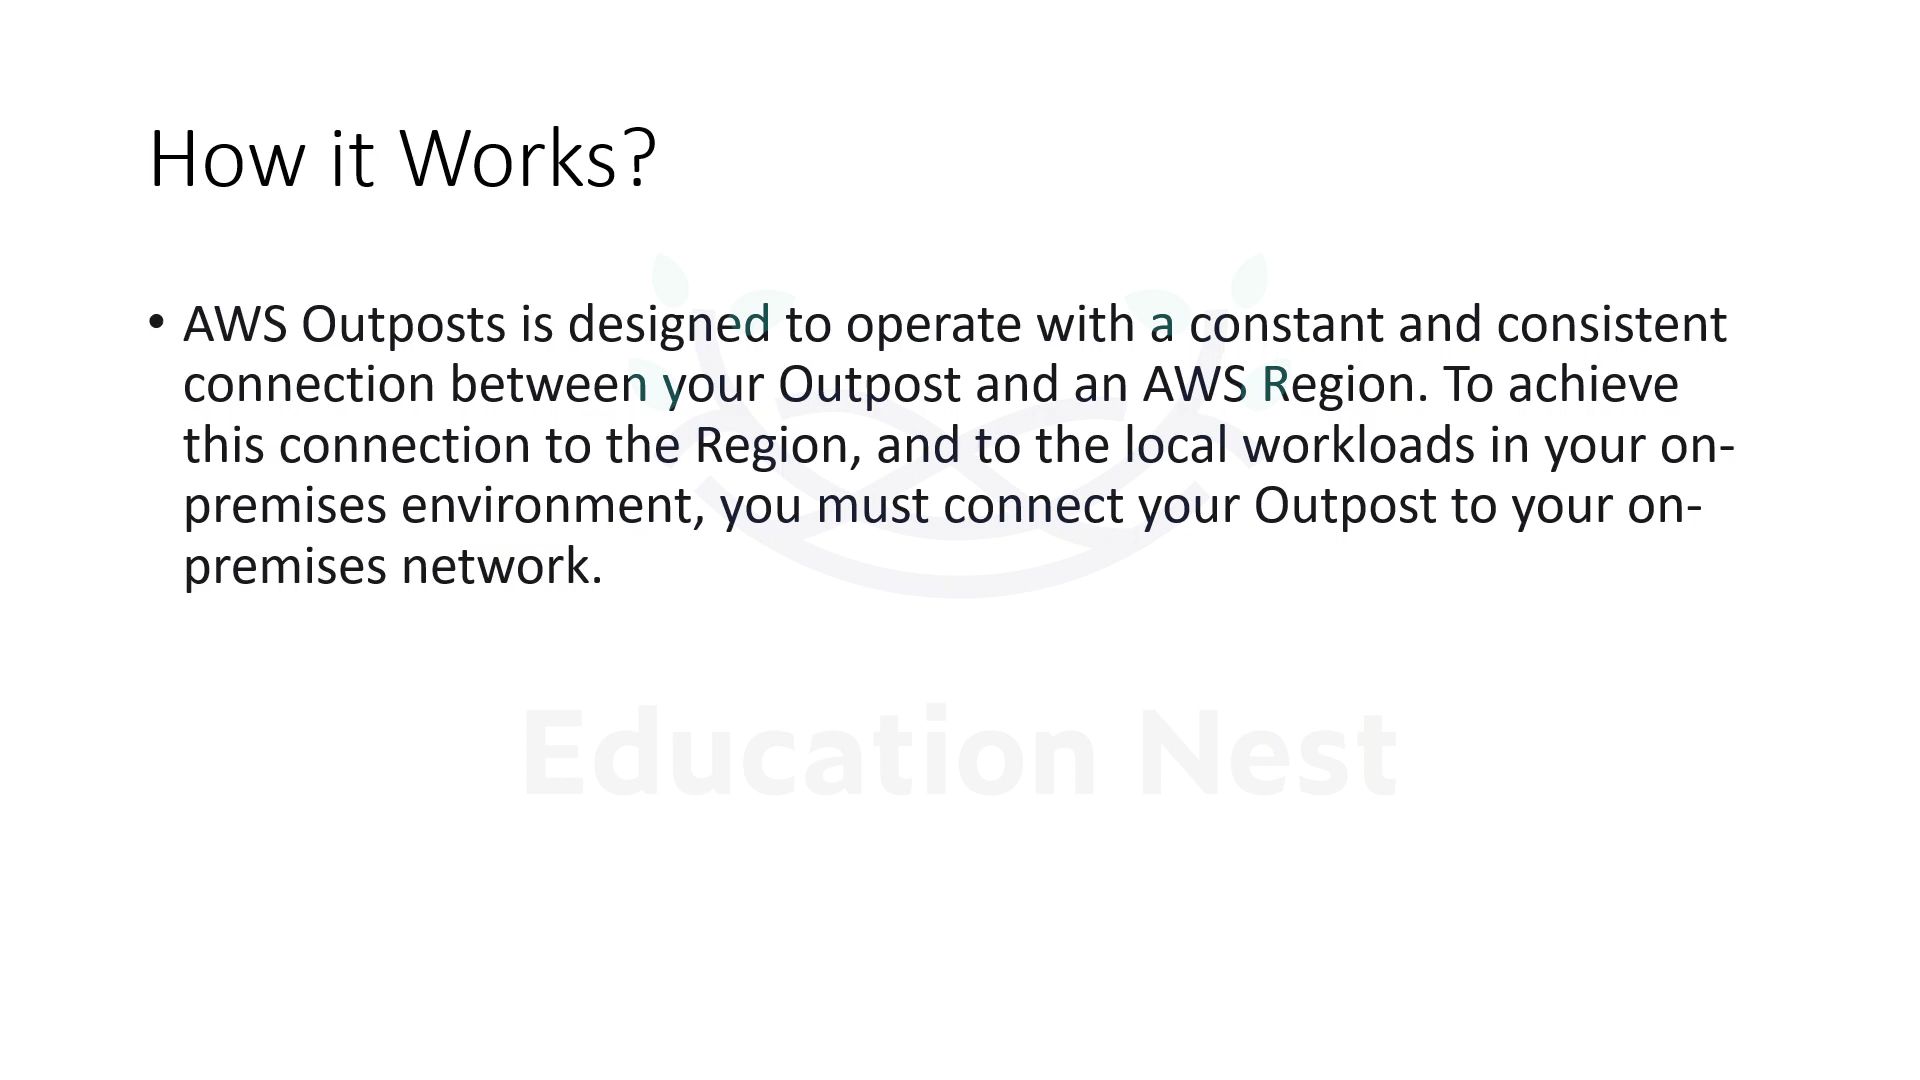 How it Works?
• AWS Outposts is designed to operate with a constant and consistent
connection between your Outpost and an AWS Region. To achieve
this connection to the Region, and to the local workloads in your on-
premises environment, you must connect your Outpost to your on-
premises network.
Education Nest